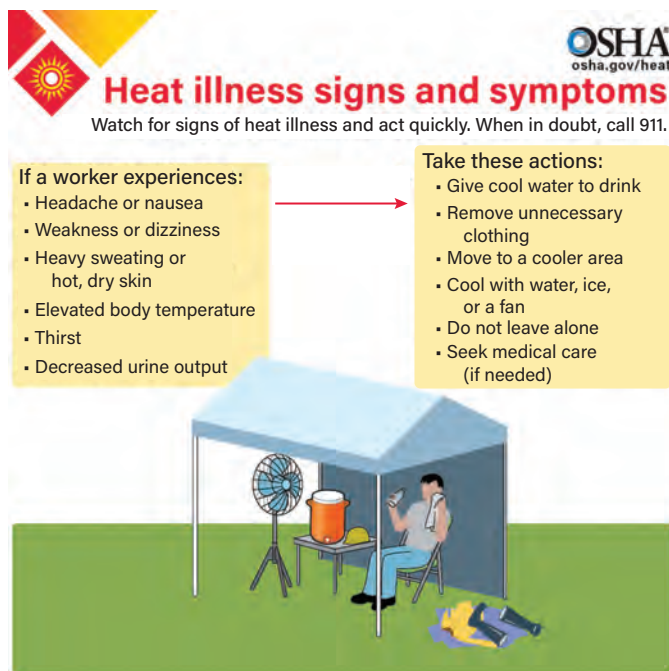 OSHA®
osha.gov/heat
Heat illness signs and symptoms
Watch for signs of heat illness and act quickly. When in doubt, call 911.
If a worker experiences:
▪ Headache or nausea
▪ Weakness or dizziness
▪ Heavy sweating or
hot, dry skin
▪ Elevated body temperature
▪ Thirst
▪ Decreased urine output
Take these actions:
▪ Give cool water to drink
▪ Remove unnecessary
clothing
▪ Move to a cooler area
▪ Cool with water, ice,
or a fan
▪ Do not leave alone
▪ Seek medical care
(if needed)